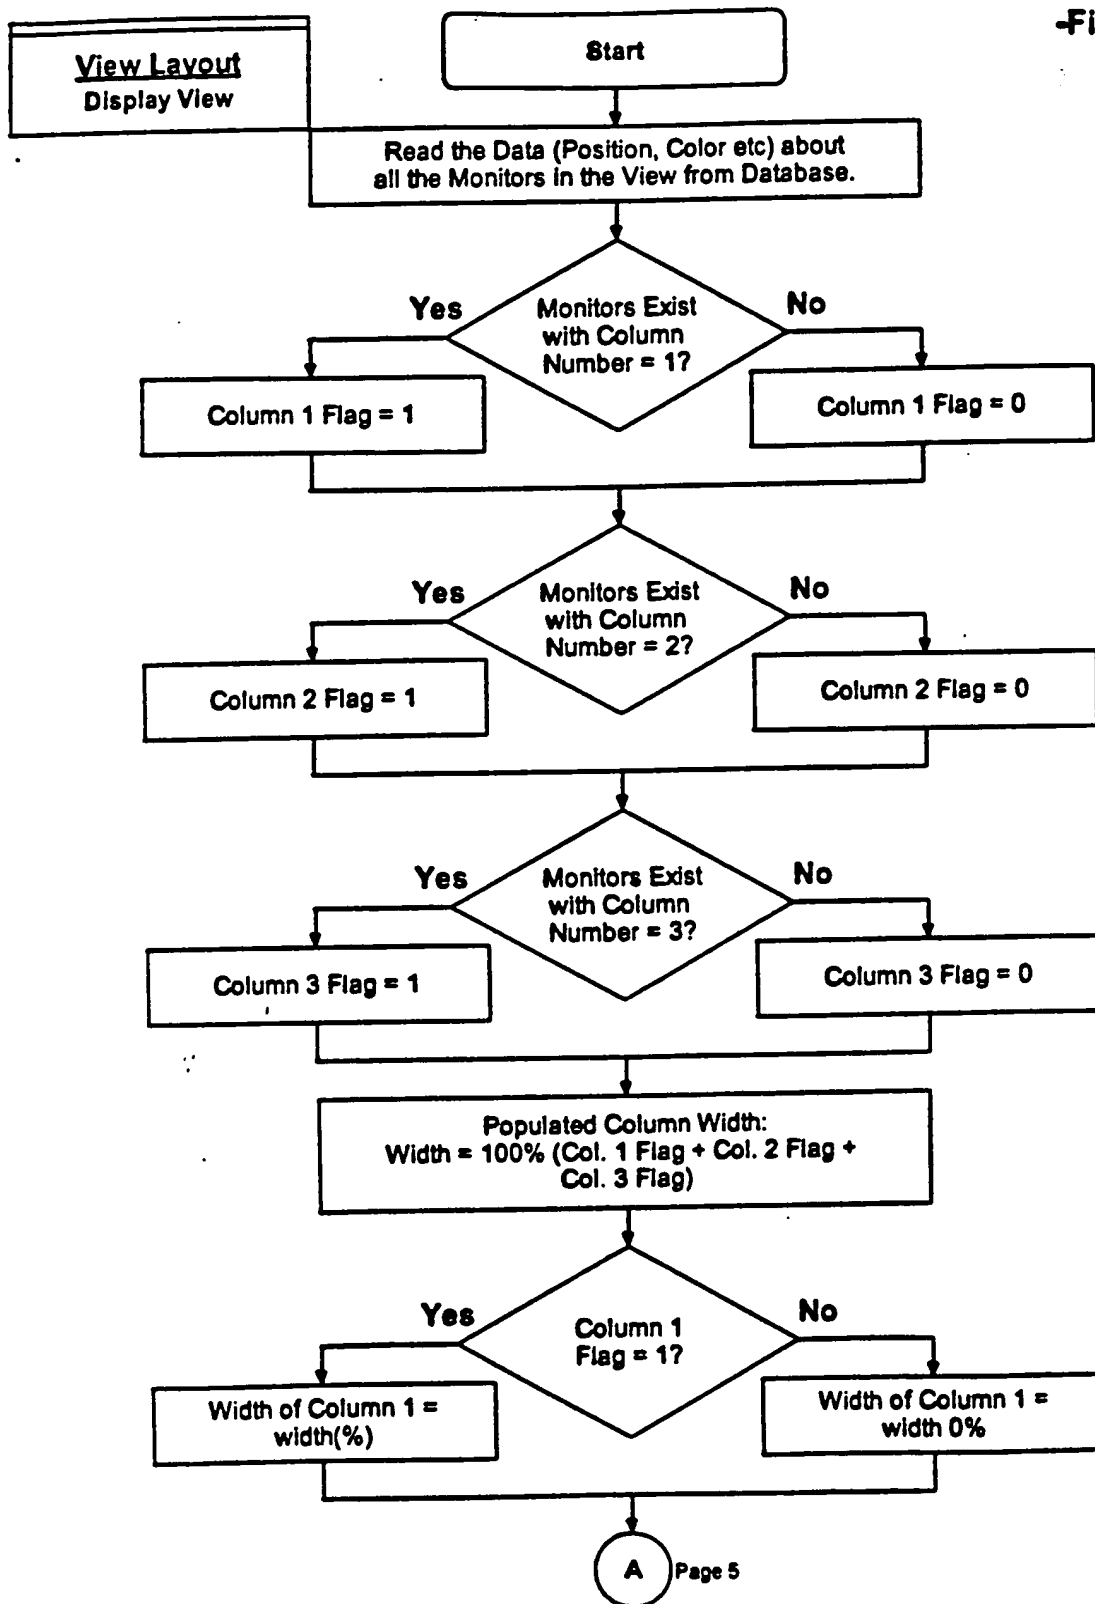 -Fi
View Layout
Display View
Start
Read the Data (Position, Color etc) about
all the Monitors in the View from Database.
Yes
Monitors Exist
with Column
Number = 1?
No
Column 1 Flag = 1
Column 1 Flag = 0
Yes
Monitors Exist
with Column
Number = 2?
No
Column 2 Flag = 1
Column 2 Flag = 0
Yes
Monitors Exist
with Column
Number = 3?
No
Column 3 Flag = 1
Column 3 Flag = 0
Populated Column Width:
Width = 100% (Col. 1 Flag + Col. 2 Flag +
Col. 3 Flag)
Yes
Column 1
Flag = 1?
No
Width of Column 1 =
width(%)
Width of Column 1 =
width 0%
A
Page 5